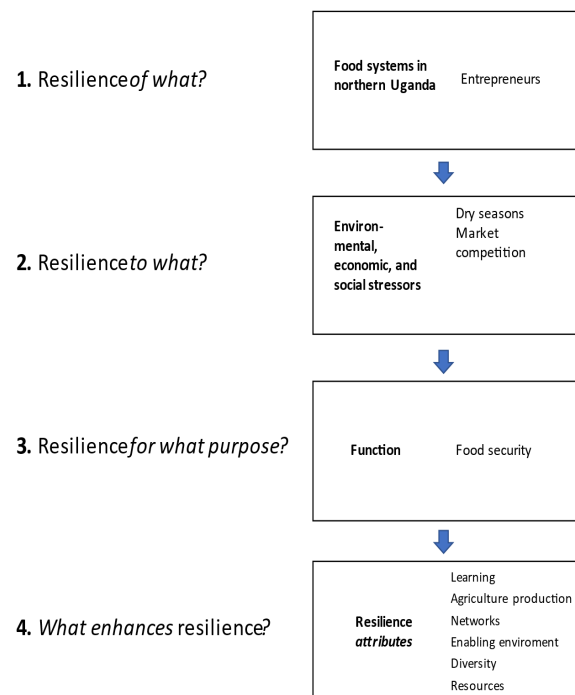 1. Resilience of what?
Food systems in
northern Uganda
Entrepreneurs
2. Resilience to what?
Environ-
mental,
economic, and
social stressors
Dry seasons
Market
competition
3. Resilience for what purpose?
Function
Food security
4. What enhances resilience?
Resilience
attributes
Learning
Agriculture production
Networks
Enabling enviroment
Diversity
Resources